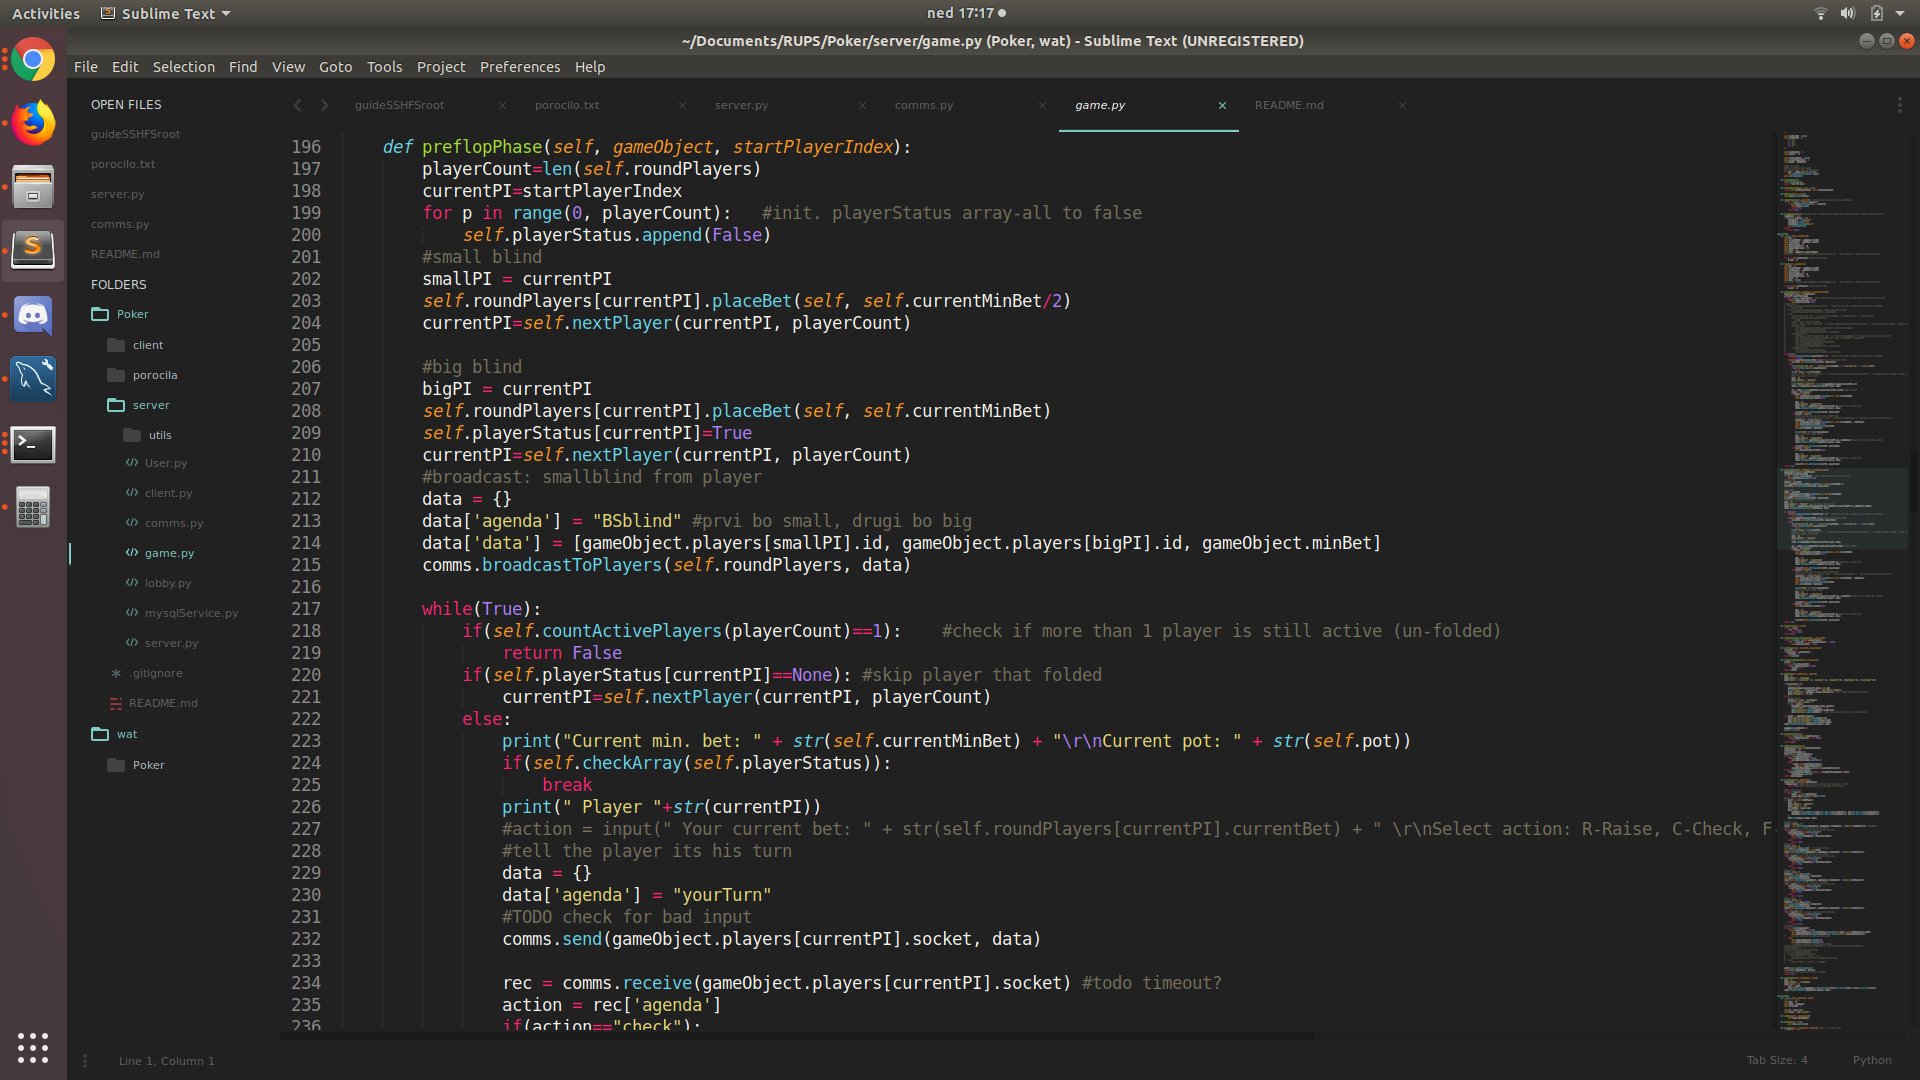 Activities
Sublime Text
ned 17:17
~/Documents/RUPS/Poker/server/game.py (Poker, wat) - Sublime Text (UNREGISTERED)
File Edit Selection Find View Goto Tools Project Preferences Help
OPEN FILES
guideSSHFSroot
porocilo.txt
server.py
comms.py
README.md
FOLDERS
Poker
client
porocila
server
utils
User.py
client.py
comms.py
game.py
lobby.py
mysqlService.py
server.py
.gitignore
README.md
wat
Poker
guideSSHFSroot porocilo.txt server.py comms.py game.py README.md
196 def preflopPhase(self, gameObject, startPlayerIndex):
197 playerCount=len(self.roundPlayers)
198 currentPI=startPlayerIndex
199 for p in range(0, playerCount): #init. playerStatus array-all to false
200 self.playerStatus.append(False)
201 #small blind
202 smallPI = currentPI
203 self.roundPlayers[currentPI].placeBet(self, self.currentMinBet/2)
204 currentPI=self.nextPlayer(currentPI, playerCount)
205
206 #big blind
207 bigPI = currentPI
208 self.roundPlayers[currentPI].placeBet(self, self.currentMinBet)
209 self.playerStatus[currentPI]=True
210 currentPI=self.nextPlayer(currentPI, playerCount)
211 #broadcast: smallblind from player
212 data = {}
213 data['agenda'] = "BSblind" #prvi bo small, drugi bo big
214 data['data'] = [gameObject.players[smallPI].id, gameObject.players[bigPI].id, gameObject.minBet]
215 comms.broadcastToPlayers(self.roundPlayers, data)
216
217 while(True):
218 if(self.countActivePlayers(playerCount)==1): #check if more than 1 player is still active (un-folded)
219 return False
220 if(self.playerStatus[currentPI]==None): #skip player that folded
221 currentPI=self.nextPlayer(currentPI, playerCount)
222 else:
223 print("Current min. bet: " + str(self.currentMinBet) + "\r\nCurrent pot: " + str(self.pot))
224 if(self.checkArray(self.playerStatus)):
225 break
226 print(" Player "+str(currentPI))
227 #action = input(" Your current bet: " + str(self.roundPlayers[currentPI].currentBet) + " \r\nSelect action: R-Raise, C-Check, F
228 #tell the player its his turn
229 data = {}
230 data['agenda'] = "yourTurn"
231 #TODO check for bad input
232 comms.send(gameObject.players[currentPI].socket, data)
233
234 rec = comms.receive(gameObject.players[currentPI].socket) #todo timeout?
235 action = rec['agenda']
236 if(action=="check"):
Line 1, Column 1
Tab Size: 4
Python